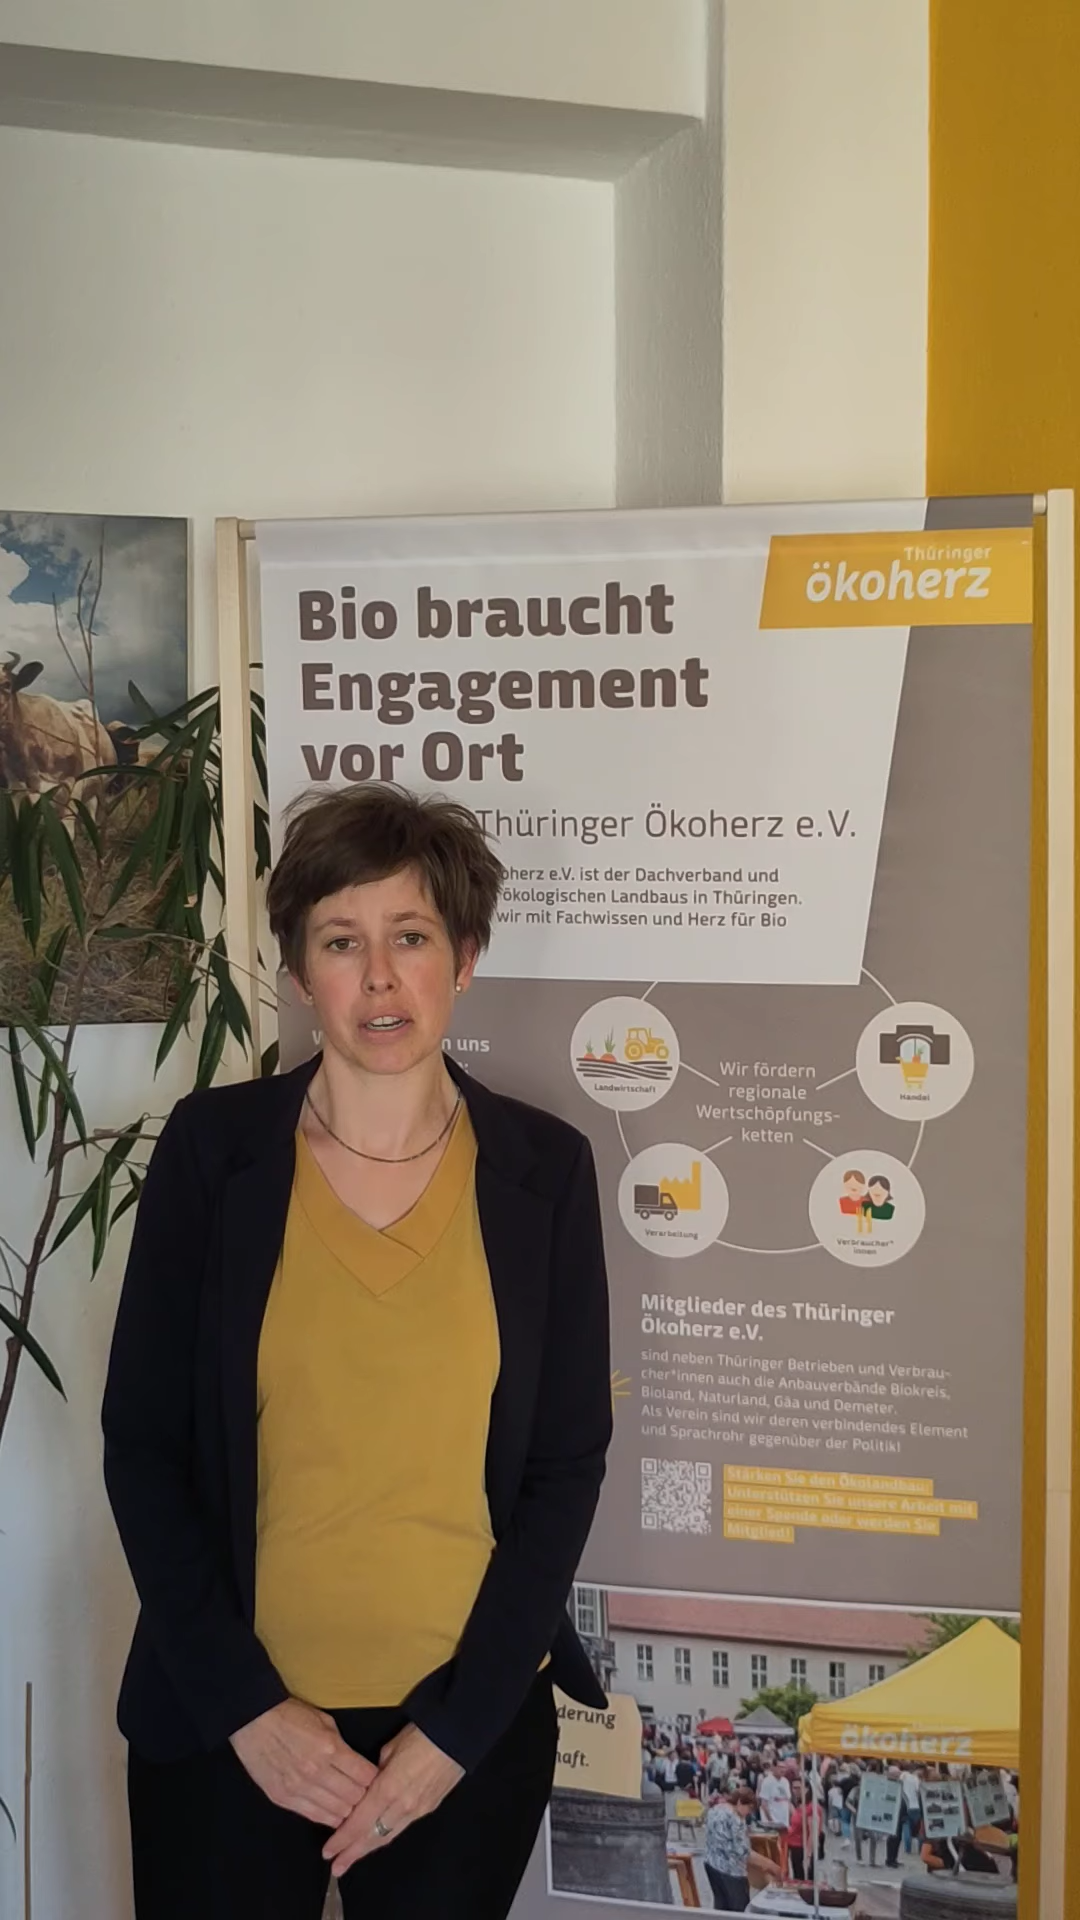 Thüringer
ökoherz
Bio braucht
Engagement
vor Ort
Thüringer Ökoherz e.V.
e.V. ist der Dachverband und
ökologischen Landbaus in Thüringen.
wir mit Fachwissen und Herz für Bio
uns
Landwirtschaft
Wir fördern
regionale
Wertschöpfungs-
ketten
Handel
Verarbeitung
Verbraucher*
innen
Mitglieder des Thüringer
Ökoherz e.V.
sind neben Thüringer Betrieben und Verbrau-
cher*innen auch die Anbauverbände Biokreis,
Bioland, Naturland, Gäa und Demeter.
Als Verein sind wir deren verbindendes Element
und Sprachrohr gegenüber der Politik!
Stärken Sie den Ökolandbau:
Unterstützen Sie unsere Arbeit mit
einer Spende oder werden Sie
Mitglied!
derung
haft.
ökoherz